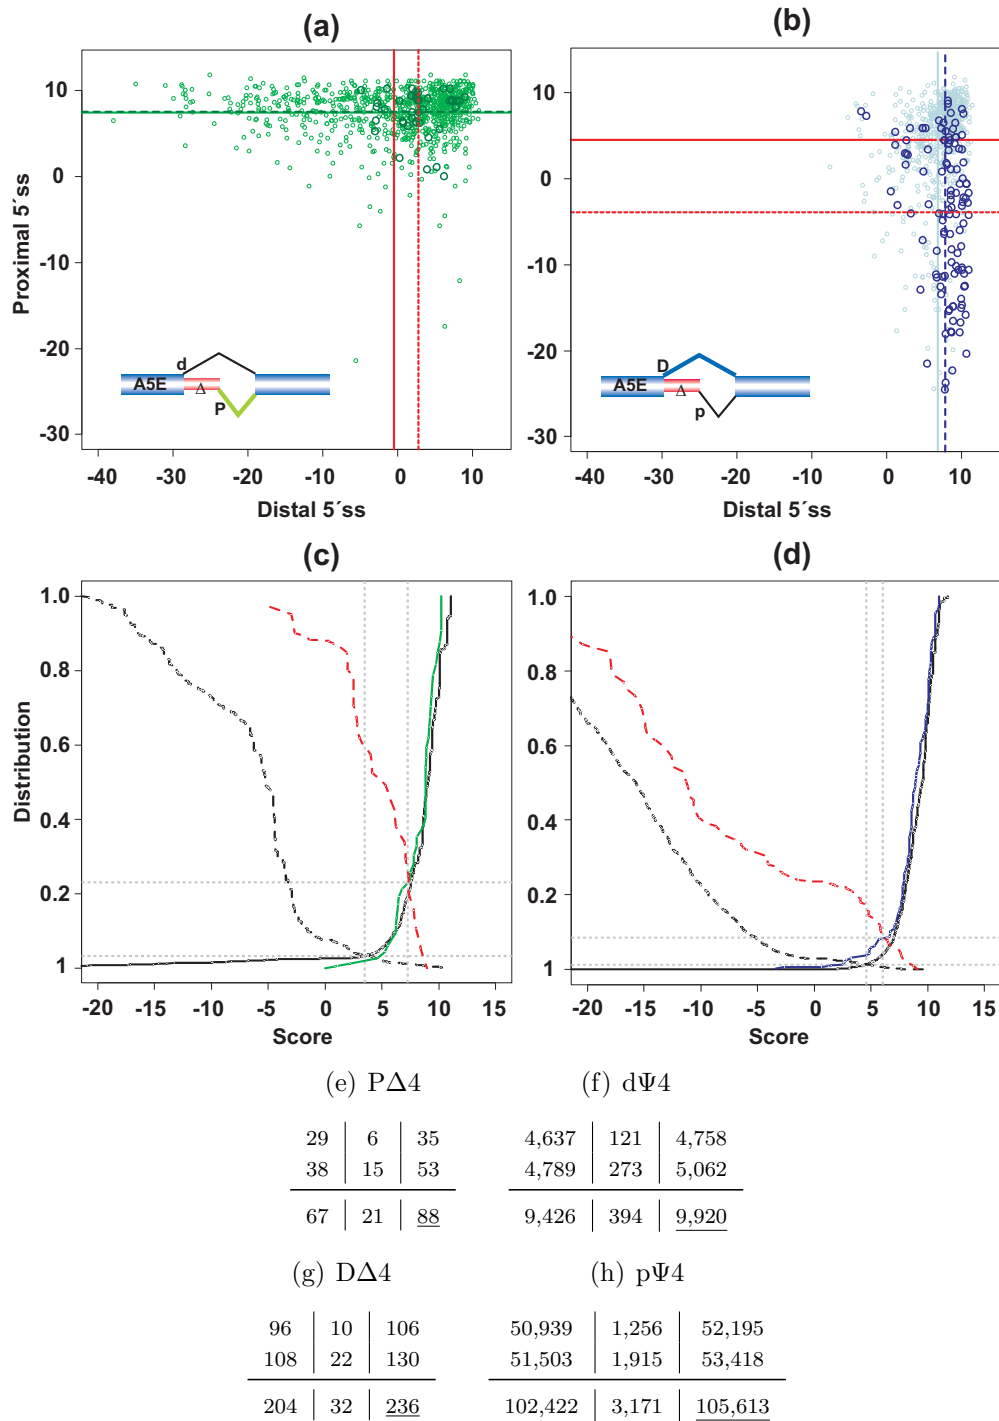 (a)
(b)
10
0
-10
-20
-30
Proximal 5´ss
-40
-30
-20
-10
0
10
Distal 5´ss
d
A5E
Δ
P
10
0
-10
-20
-30
-40
-30
-20
-10
0
10
Distal 5´ss
D
A5E
Δ
p
(c)
(d)
1.0
0.8
0.6
0.4
0.2
1
Distribution
-20
-15
-10
-5
0
5
10
15
Score
1.0
0.8
0.6
0.4
0.2
1
-20
-15
-10
-5
0
5
10
15
Score
(e) PΔ4
(f) dΨ4
29 6 35
38 15 53
67 21 88
4,637 121 4,758
4,789 273 5,062
9,426 394 9,920
(g) DΔ4
(h) pΨ4
96 10 106
108 22 130
204 32 236
50,939 1,256 52,195
51,503 1,915 53,418
102,422 3,171 105,613